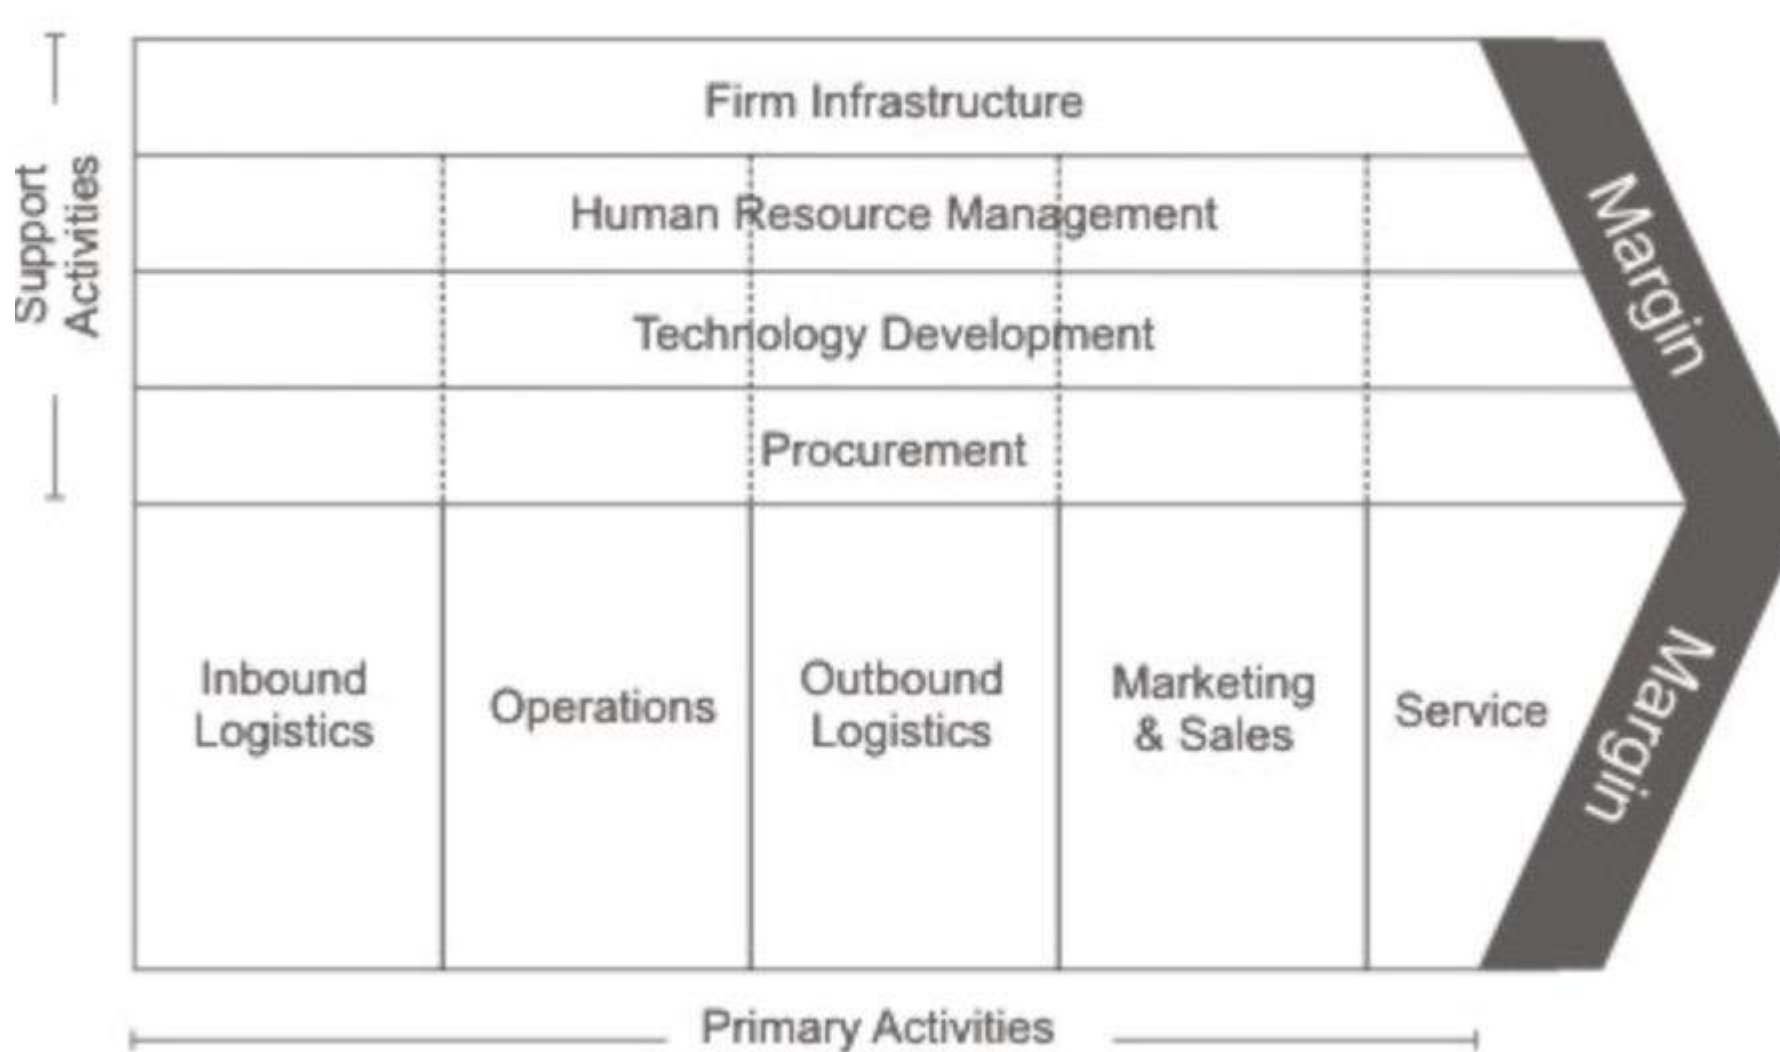 Support
Activities
Firm Infrastructure
Human Resource Management
Technology Development
Procurement
Margin
Inbound
Logistics
Operations
Outbound
Logistics
Marketing
& Sales
Service
Margin
Primary Activities